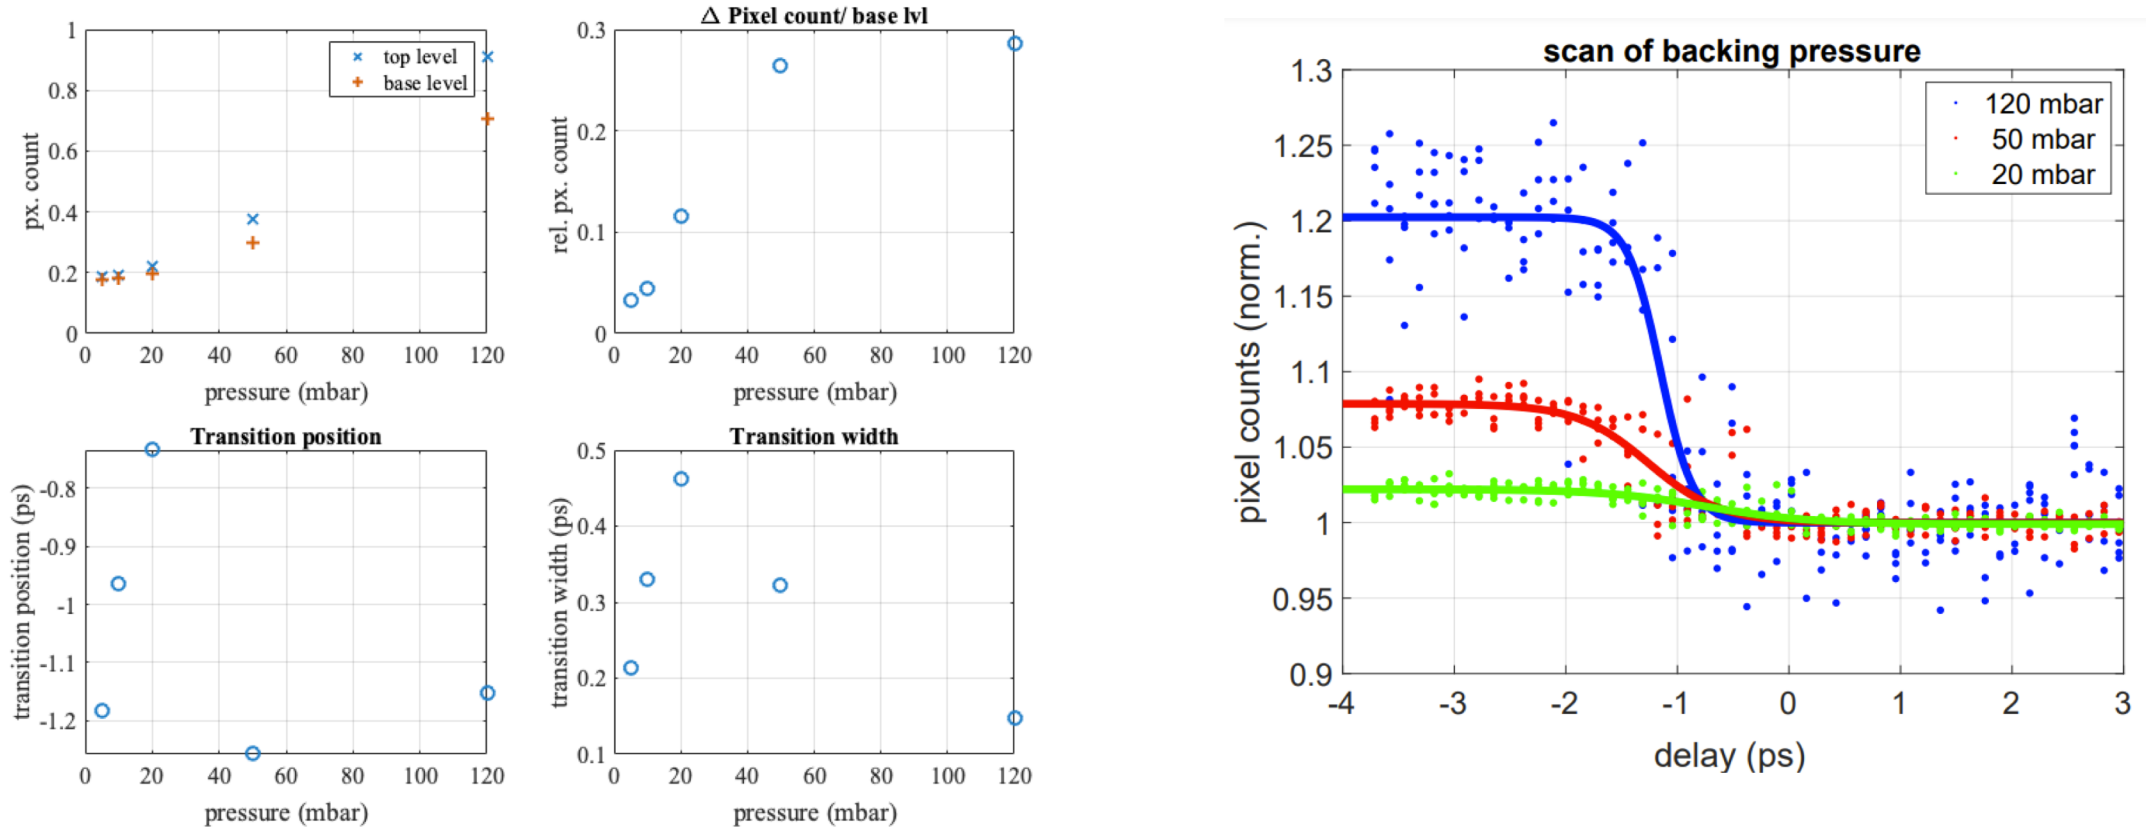 1
0.8
0.6
0.4
0.2
0
px. count
top level
base level
0 20 40 60 80 100 120
pressure (mbar)
Δ Pixel count/ base lvl
0.3
0.2
0.1
0
rel. px. count
0 20 40 60 80 100 120
pressure (mbar)
Transition position
-0.8
-0.9
-1
-1.1
-1.2
transition position (ps)
0 20 40 60 80 100 120
pressure (mbar)
Transition width
0.5
0.4
0.3
0.2
0.1
transition width (ps)
0 20 40 60 80 100 120
pressure (mbar)
scan of backing pressure
1.3
1.25
1.2
1.15
1.1
1.05
1
0.95
0.9
pixel counts (norm.)
120 mbar
50 mbar
20 mbar
-4 -3 -2 -1 0 1 2 3
delay (ps)